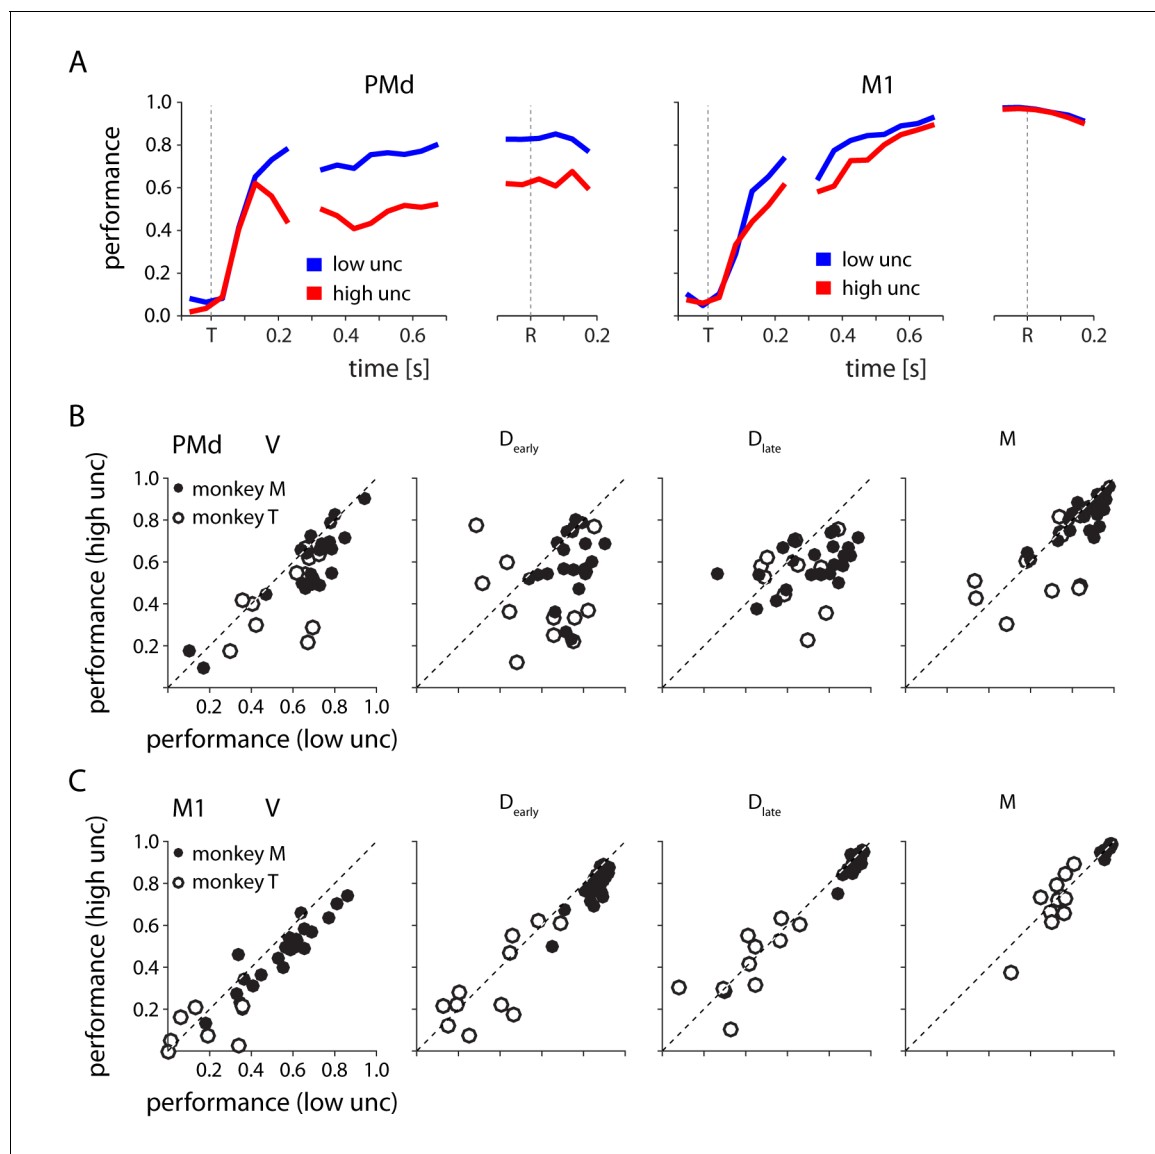 A
PMd
M1
performance
1.0
0.8
0.6
0.4
0.2
0.0
low unc
high unc
low unc
high unc
T
0.2
0.4
0.6
R
0.2
T
0.2
0.4
0.6
R
0.2
time [s]
time [s]
B
PMd
V
D early
D late
M
performance (high unc)
1.0
0.8
0.6
0.4
0.2
monkey M
monkey T
0.2
0.4
0.6
0.8
1.0
performance (low unc)
C
M1
V
D early
D late
M
performance (high unc)
1.0
0.8
0.6
0.4
0.2
monkey M
monkey T
0.2
0.4
0.6
0.8
1.0
performance (low unc)